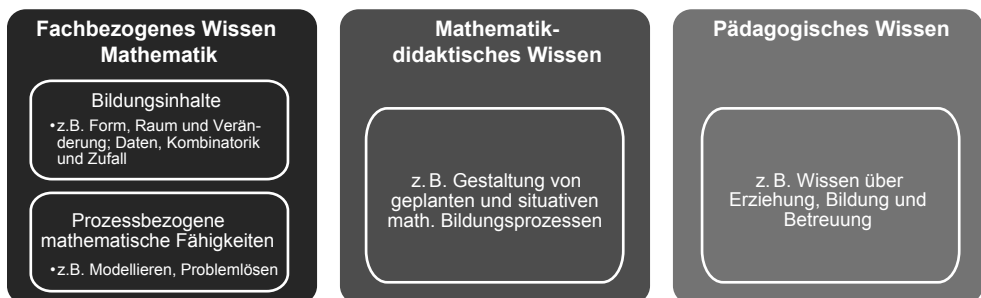 Fachbezogenes Wissen
Mathematik
Bildungsinhalte
•z.B. Form, Raum und Verän-
derung; Daten, Kombinatorik
und Zufall
Prozessbezogene
mathematische Fähigkeiten
•z.B. Modellieren, Problemlösen
Mathematik-
didaktisches Wissen
z. B. Gestaltung von
geplanten und situativen
math. Bildungsprozessen
Pädagogisches Wissen
z. B. Wissen über
Erziehung, Bildung und
Betreuung